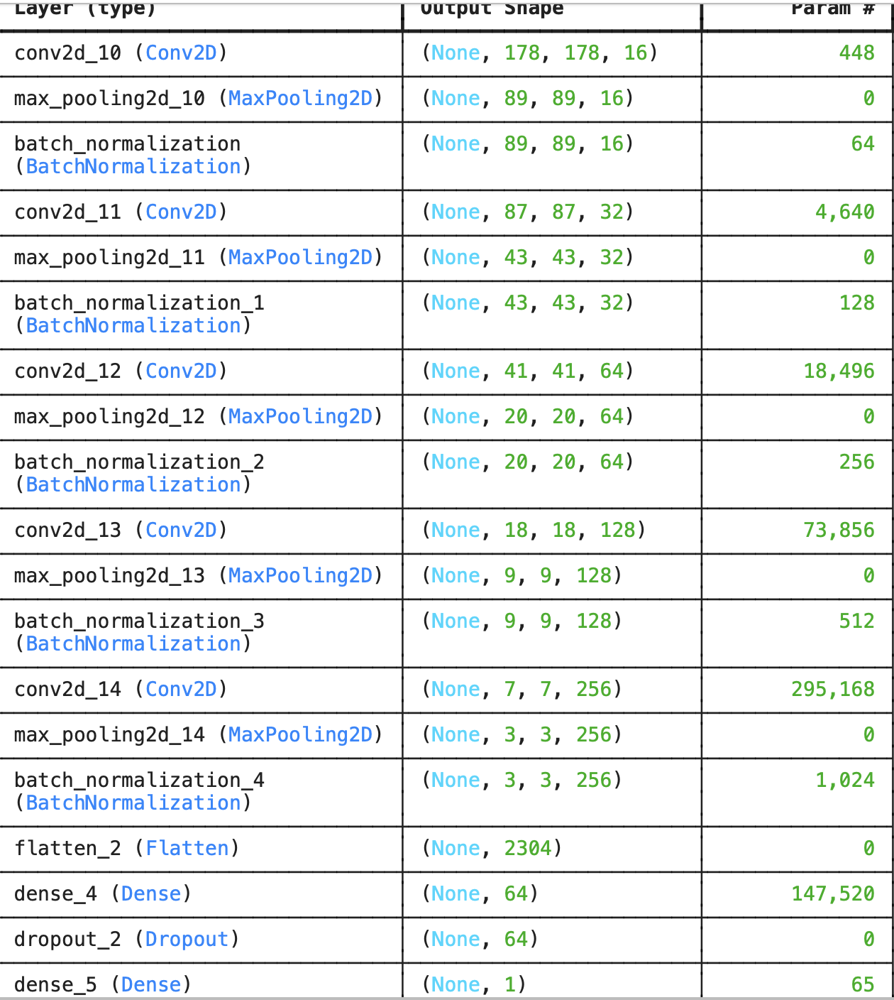 Layer (type) Output Shape Param #
conv2d_10 (Conv2D) (None, 178, 178, 16) 448
max_pooling2d_10 (MaxPooling2D) (None, 89, 89, 16) 0
batch_normalization (None, 89, 89, 16) 64
(BatchNormalization)
conv2d_11 (Conv2D) (None, 87, 87, 32) 4,640
max_pooling2d_11 (MaxPooling2D) (None, 43, 43, 32) 0
batch_normalization_1 (None, 43, 43, 32) 128
(BatchNormalization)
conv2d_12 (Conv2D) (None, 41, 41, 64) 18,496
max_pooling2d_12 (MaxPooling2D) (None, 20, 20, 64) 0
batch_normalization_2 (None, 20, 20, 64) 256
(BatchNormalization)
conv2d_13 (Conv2D) (None, 18, 18, 128) 73,856
max_pooling2d_13 (MaxPooling2D) (None, 9, 9, 128) 0
batch_normalization_3 (None, 9, 9, 128) 512
(BatchNormalization)
conv2d_14 (Conv2D) (None, 7, 7, 256) 295,168
max_pooling2d_14 (MaxPooling2D) (None, 3, 3, 256) 0
batch_normalization_4 (None, 3, 3, 256) 1,024
(BatchNormalization)
flatten_2 (Flatten) (None, 2304) 0
dense_4 (Dense) (None, 64) 147,520
dropout_2 (Dropout) (None, 64) 0
dense_5 (Dense) (None, 1) 65